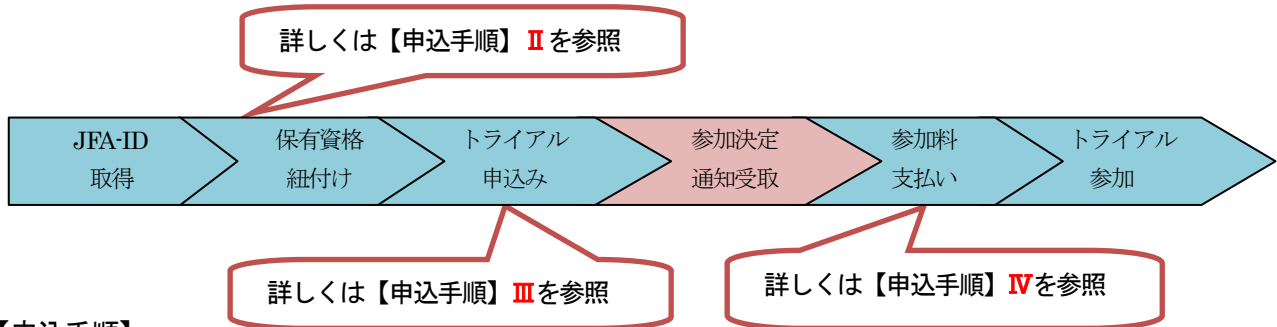 詳しくは【申込手順】Ⅱを参照
JFA-ID
取得
保有資格
紐付け
トライアル
申込み
参加決定
通知受取
参加料
支払い
トライアル
参加
詳しくは【申込手順】Ⅲを参照
詳しくは【申込手順】Ⅳを参照
【申込手順】